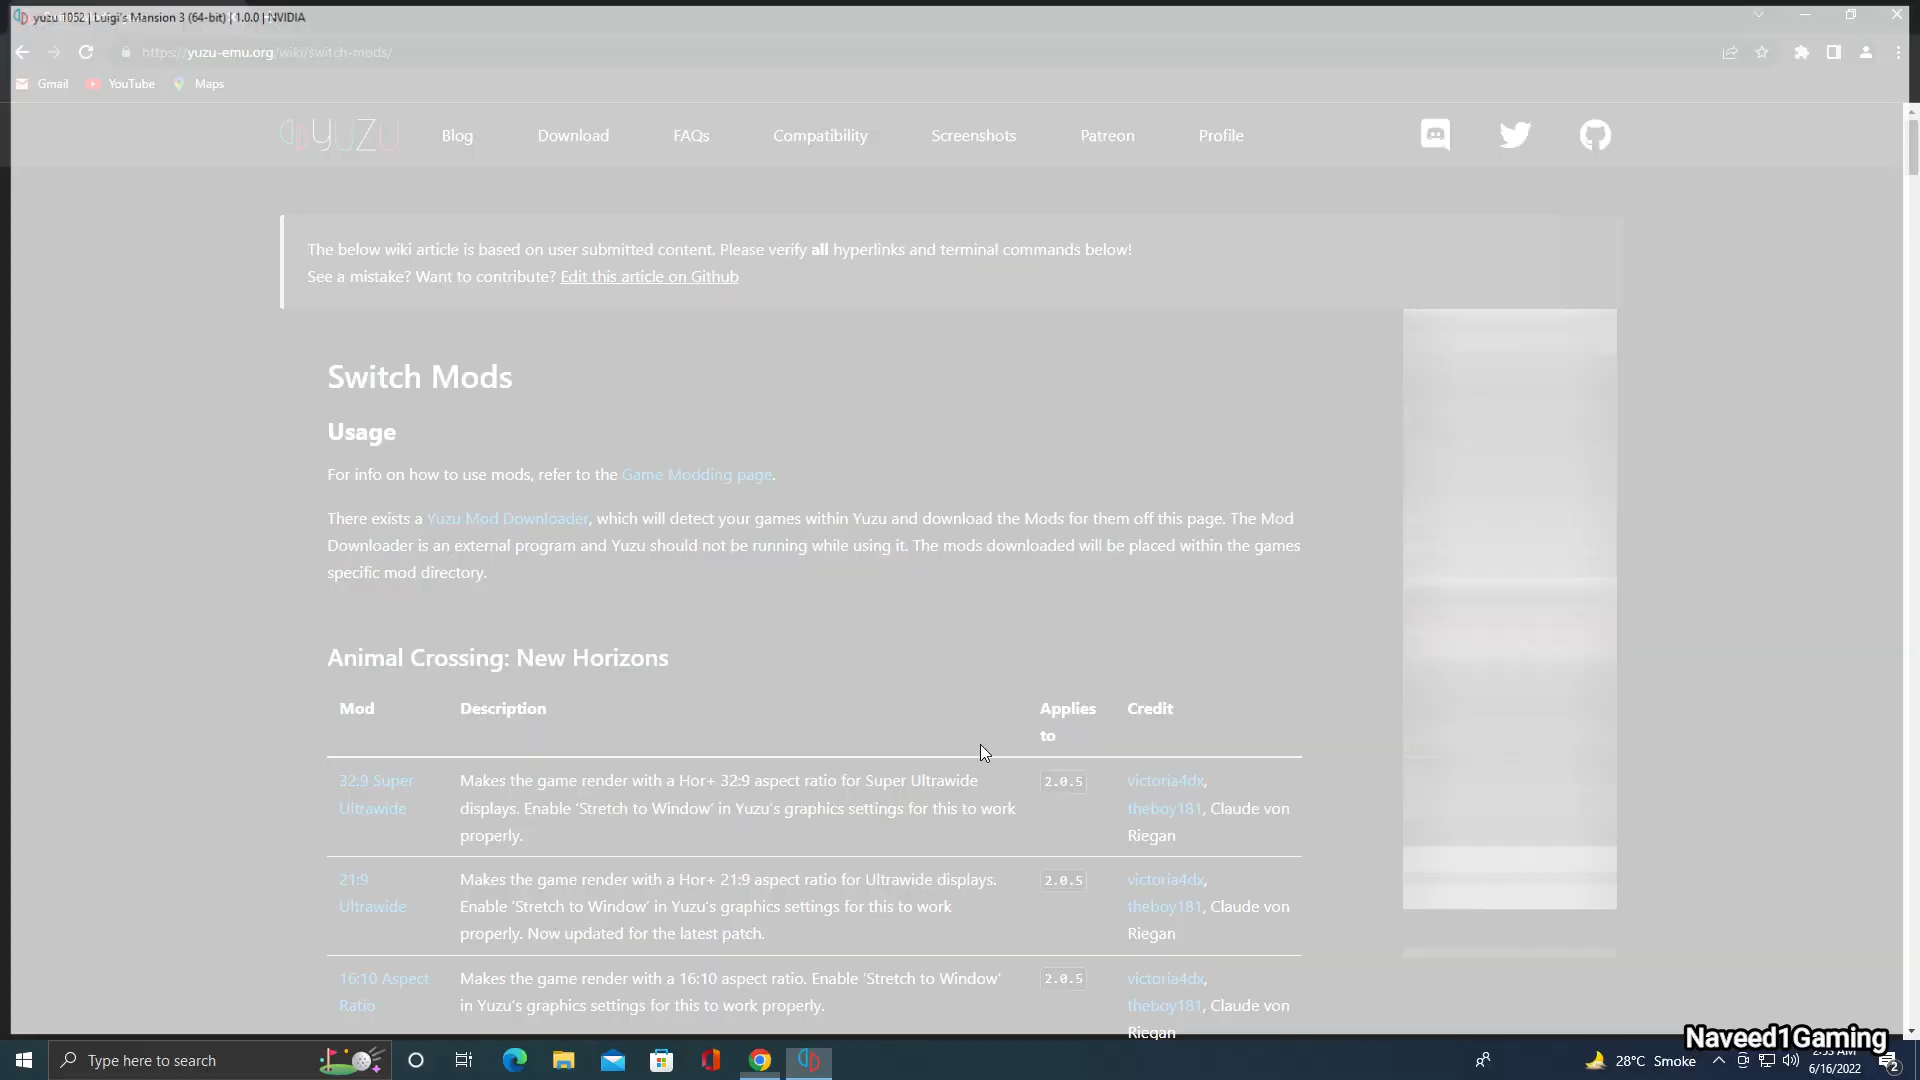 yuzu 1052 | Luigi's Mansion 3 (64-bit) | 1.0.0 | NVIDIA
https://yuzu-emu.org/wiki/switch-mods/
Gmail YouTube Maps
yuzu Blog Download FAQs Compatibility Screenshots Patreon Profile
The below wiki article is based on user submitted content. Please verify all hyperlinks and terminal commands below!
See a mistake? Want to contribute? Edit this article on Github
Switch Mods
Usage
For info on how to use mods, refer to the Game Modding page.
There exists a Yuzu Mod Downloader, which will detect your games within Yuzu and download the Mods for them off this page. The Mod
Downloader is an external program and Yuzu should not be running while using it. The mods downloaded will be placed within the games
specific mod directory.
Animal Crossing: New Horizons
Mod Description Applies to Credit
32:9 Super Ultrawide
Makes the game render with a Hor+ 32:9 aspect ratio for Super Ultrawide
displays. Enable 'Stretch to Window' in Yuzu's graphics settings for this to work
properly.
2.0.5
victoria4dx,
theboy181, Claude von
Riegan
21:9
Ultrawide
Makes the game render with a Hor+ 21:9 aspect ratio for Ultrawide displays.
Enable 'Stretch to Window' in Yuzu's graphics settings for this to work
properly. Now updated for the latest patch.
2.0.5
victoria4dx,
theboy181, Claude von
Riegan
16:10 Aspect
Ratio
Makes the game render with a 16:10 aspect ratio. Enable 'Stretch to Window'
in Yuzu's graphics settings for this to work properly.
2.0.5
victoria4dx,
theboy181, Claude von
Riegan
Naveed1Gaming
Type here to search
28°C Smoke
2:53 AM
6/16/2022
2